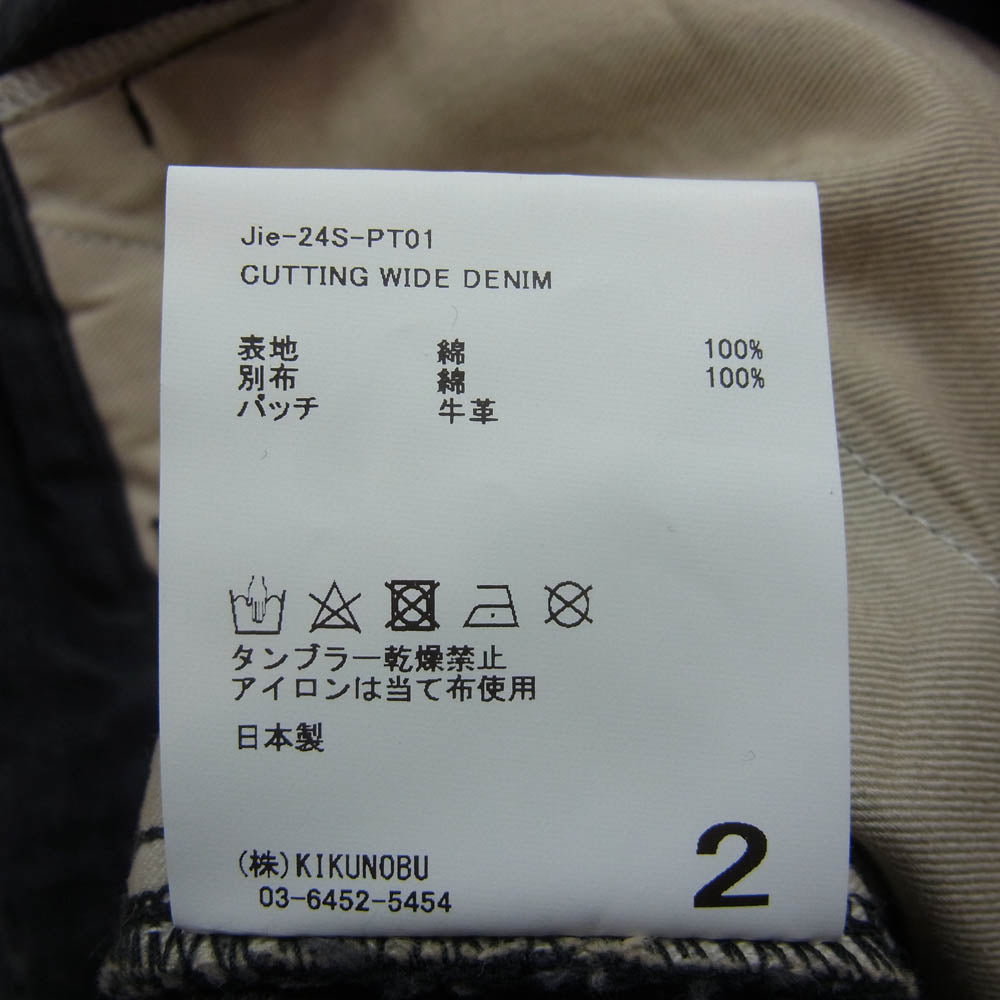 Jie-24S-PT01
CUTTING WIDE DENIM
表地 綿 100%
別布 綿 100%
パッチ 牛革
タンブラー乾燥禁止
アイロンは当て布使用
日本製
(株)KIKUNOBU
03-6452-5454
2